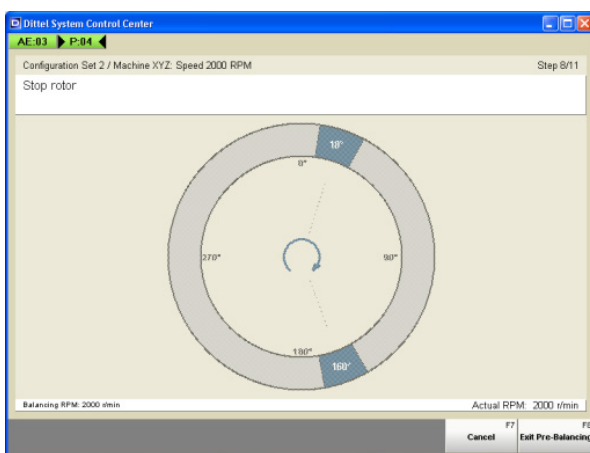 Dittel System Control Center
AE:03 P:04
Configuration Set 2 / Machine XYZ: Speed 2000 RPM Step 8/11
Stop rotor
18°
0°
270° 90°
180°
160°
Balancing RPM: 2000 r/min Actual RPM: 2000 r/min
F7 F8
Cancel Exit Pre-Balancing